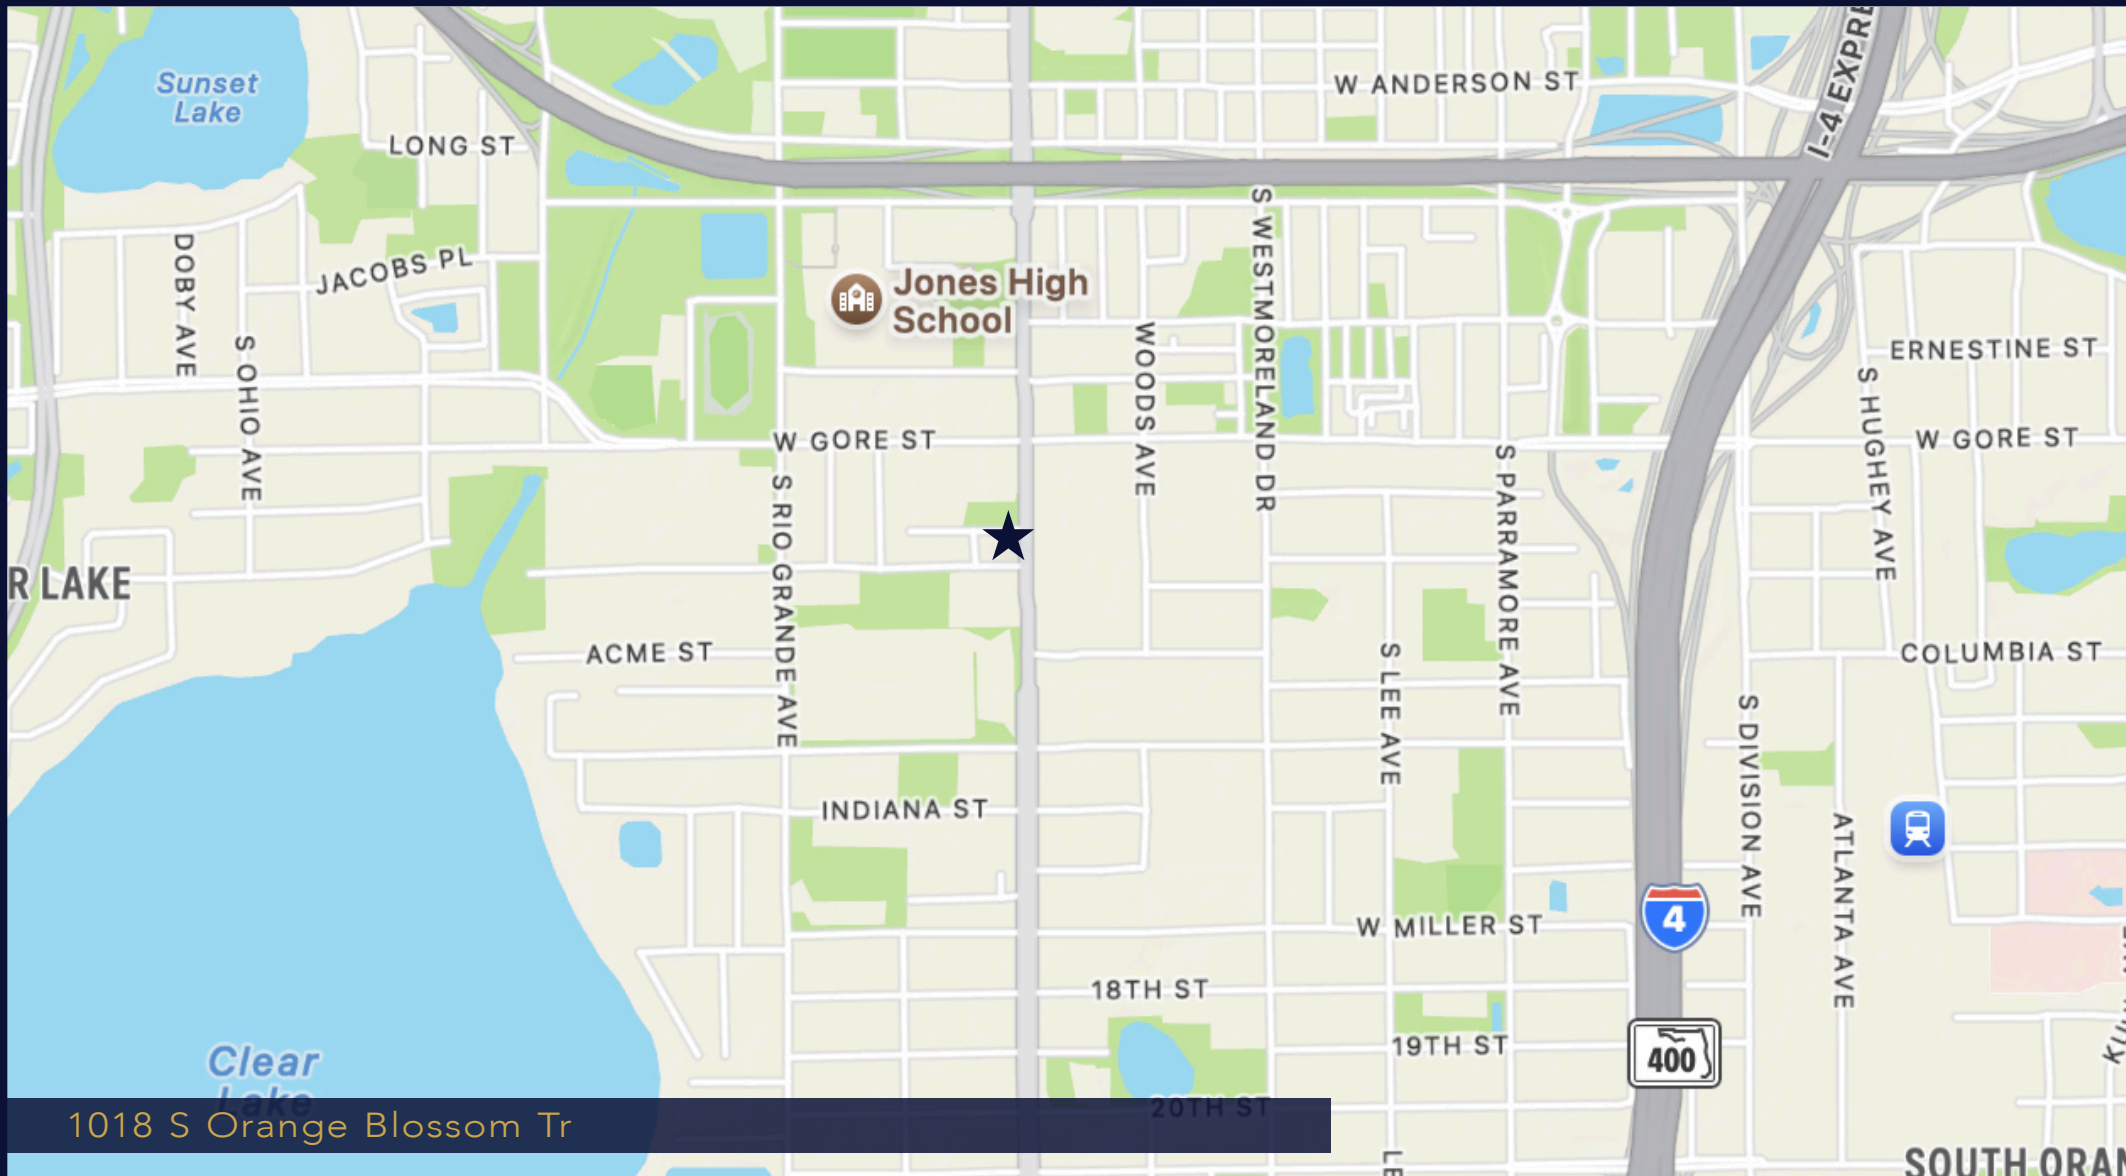 Sunset
Lake
LONG ST
W ANDERSON ST
I-4 EXPRE
DOBY AVE
JACOBS PL
S OHIO AVE
Jones High
School
S WESTMORELAND DR
WOODS AVE
ERNESTINE ST
S HUGHEY AVE
W GORE ST
W GORE ST
S RIO GRANDE AVE
S PARRAMORE AVE
R LAKE
ACME ST
S LEE AVE
COLUMBIA ST
S DIVISION AVE
INDIANA ST
ATLANTA AVE
W MILLER ST
4
18TH ST
19TH ST
400
Clear
Lake
20TH ST
1018 S Orange Blossom Tr
LE
SOUTH ORAN